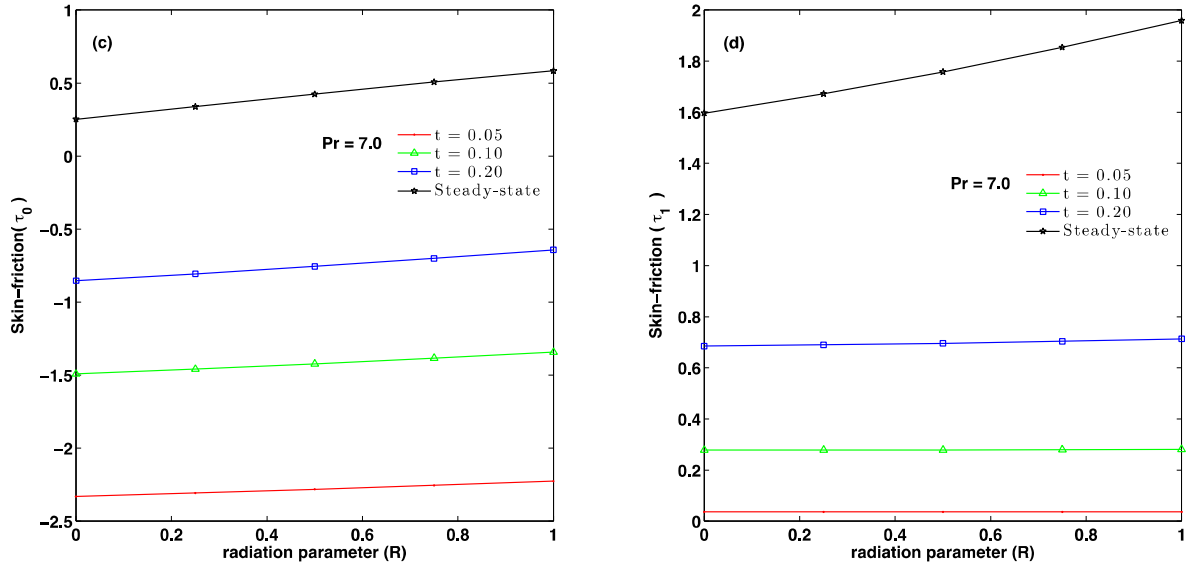 (c)
1
0.5
0
−0.5
−1
−1.5
−2
−2.5
Skin−friction(τ0)
Pr = 7.0
t = 0.05
t = 0.10
t = 0.20
Steady-state
0 0.2 0.4 0.6 0.8 1
radiation parameter (R)
(d)
2
1.8
1.6
1.4
1.2
1
0.8
0.6
0.4
0.2
0
Skin−friction (τ1)
Pr = 7.0
t = 0.05
t = 0.10
t = 0.20
Steady-state
0 0.2 0.4 0.6 0.8 1
radiation parameter (R)